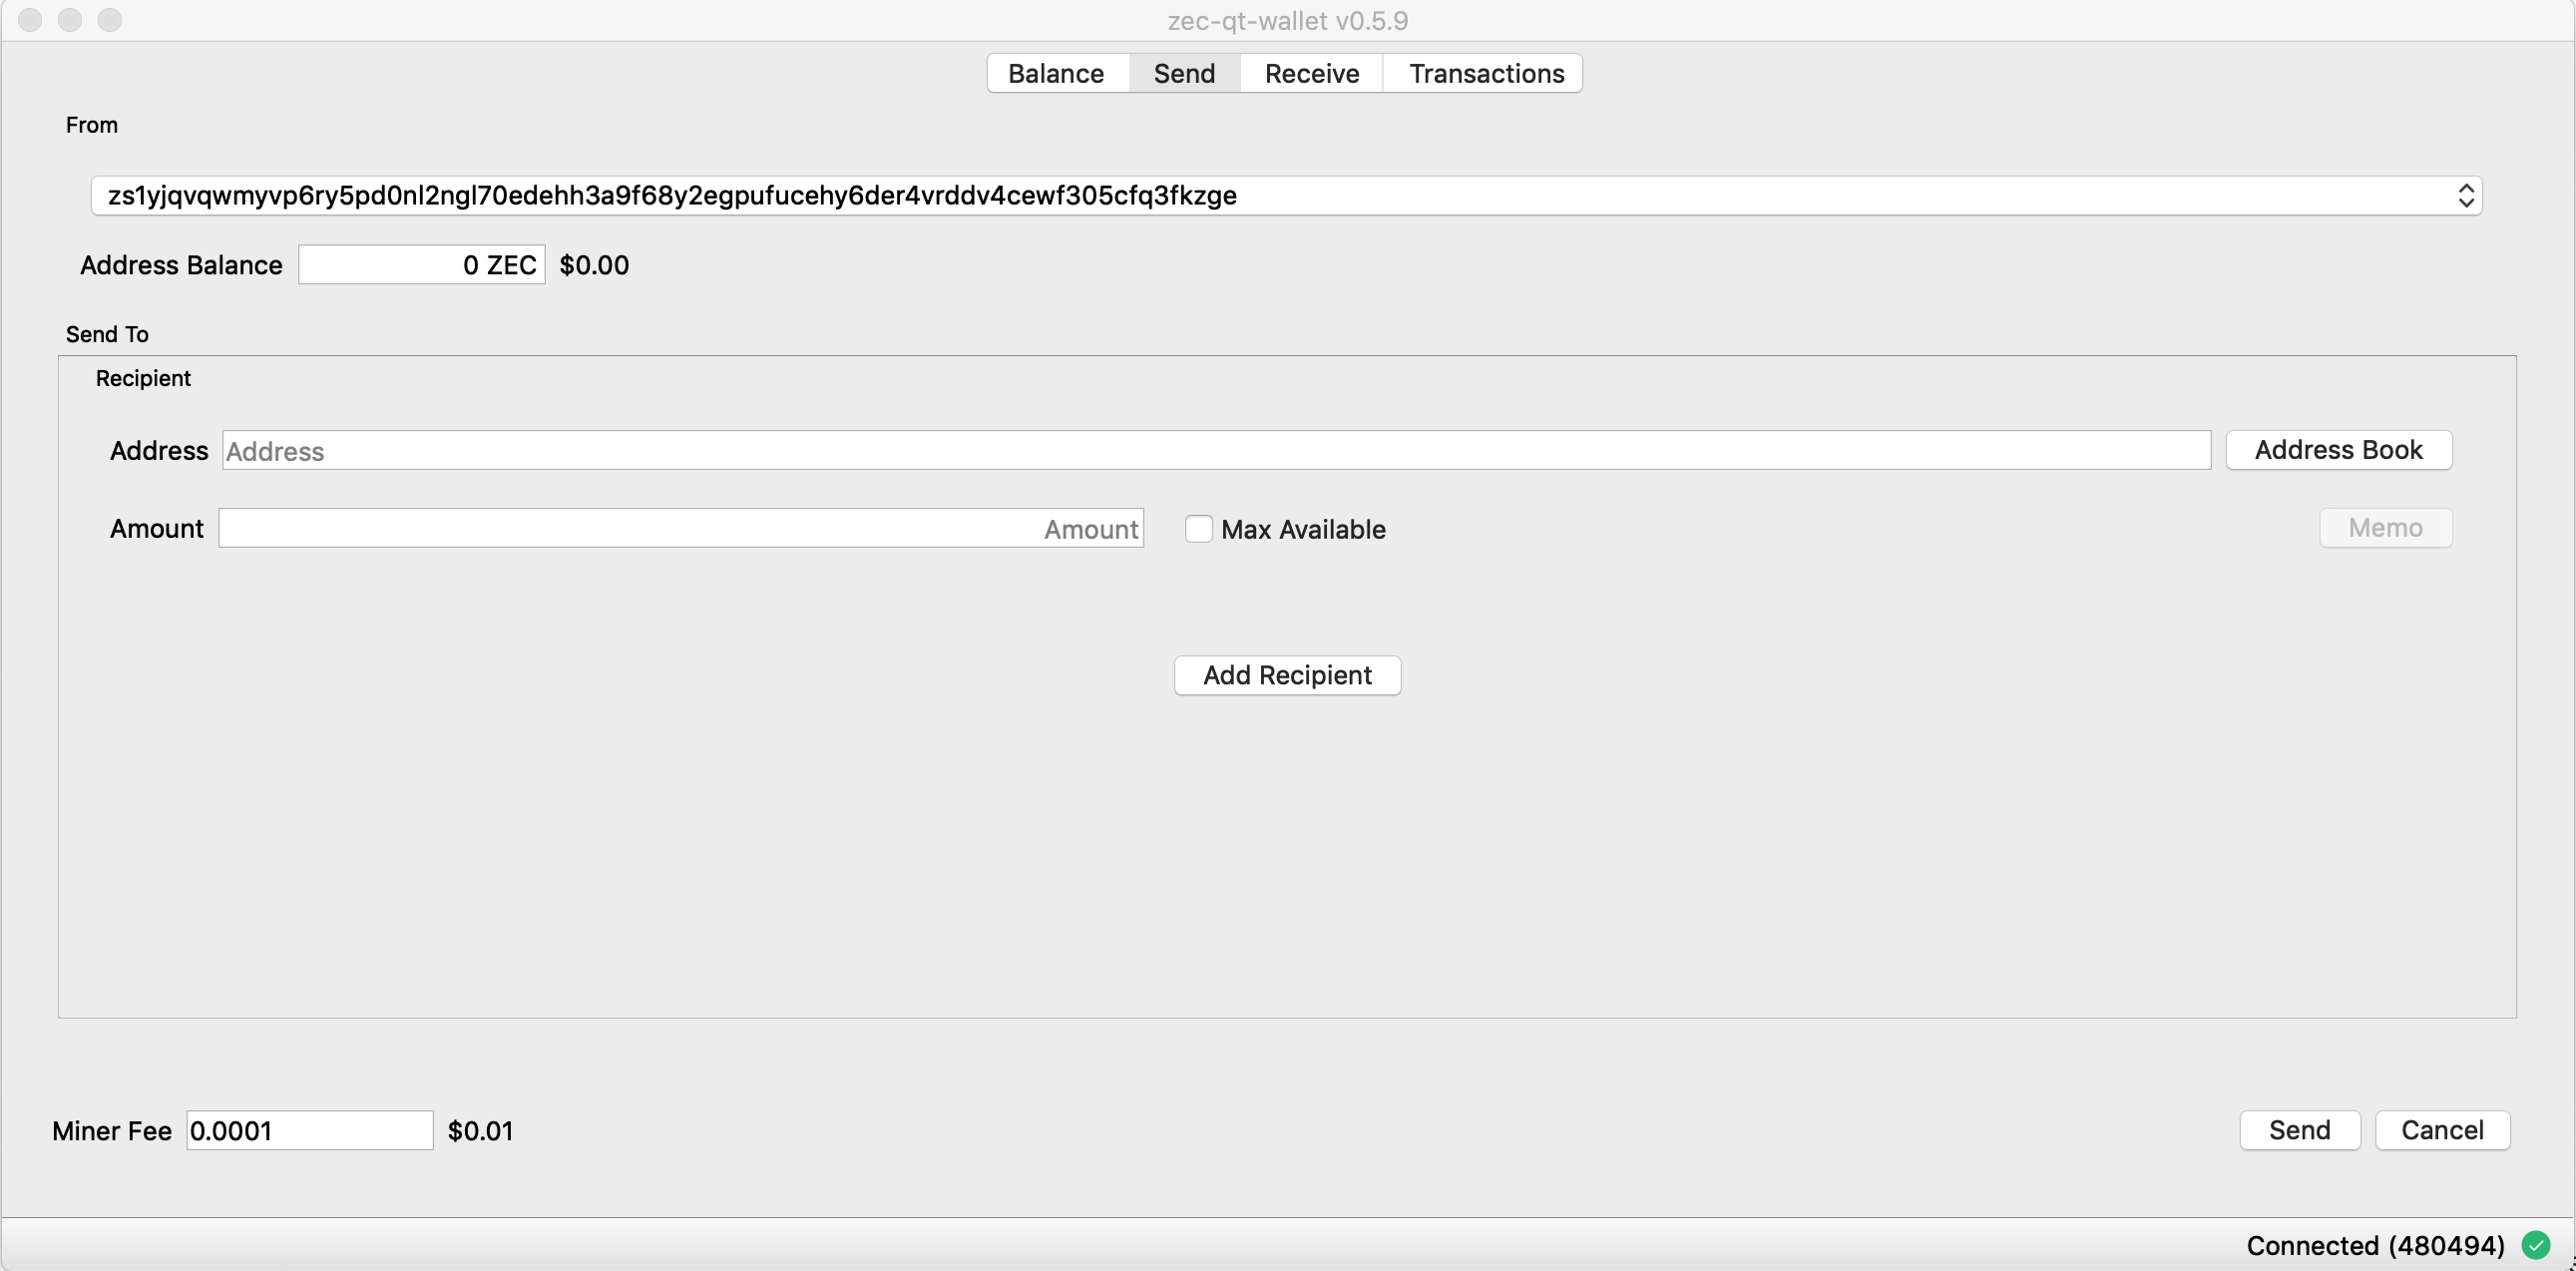 zec-qt-wallet v0.5.9
Balance Send Receive Transactions
From
zs1yjqvqwmyvp6ry5pd0nl2ngl70edehh3a9f68y2egpufucehy6der4vrddv4cewf305cfq3fkzge
Address Balance 0 ZEC $0.00
Send To
Recipient
Address Address Address Book
Amount Amount Max Available Memo
Add Recipient
Miner Fee 0.0001 $0.01 Send Cancel
Connected (480494)